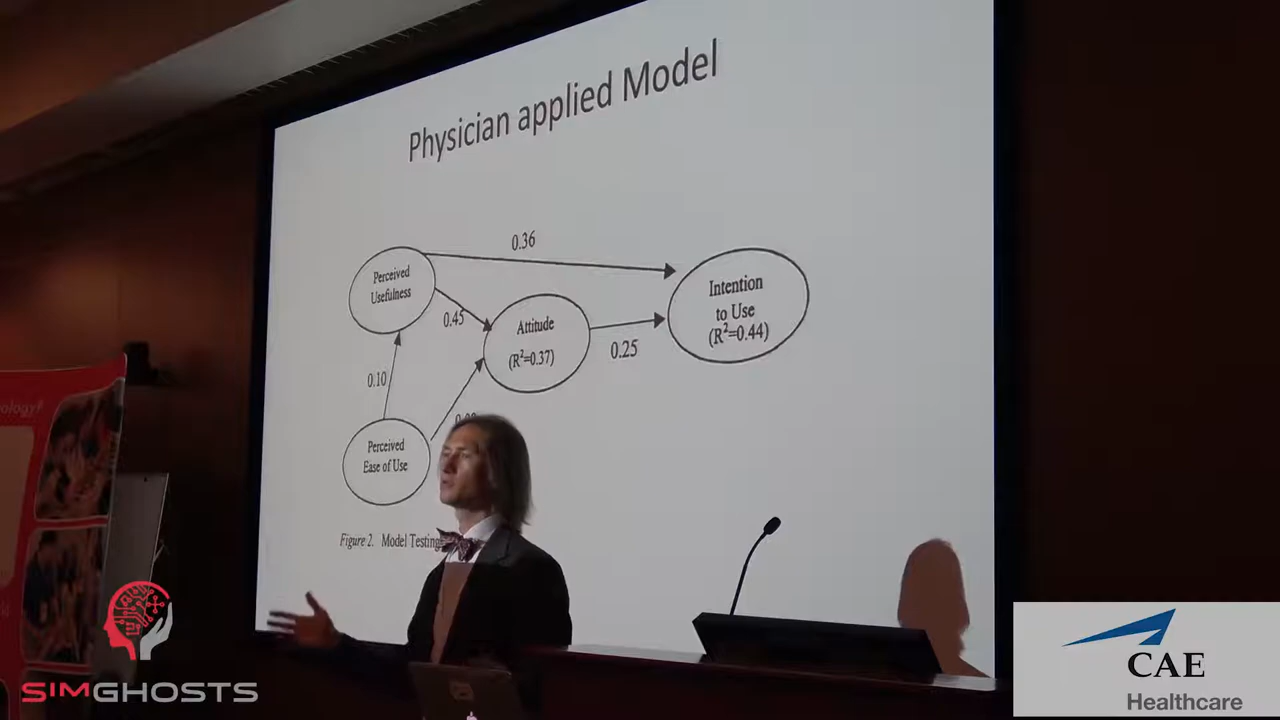 Physician applied Model
0.36
Perceived
Usefulness
Intention
to Use
(R²=0.44)
0.45
Attitude
(R²=0.37)
0.25
0.10
Perceived
Ease of Use
Figure 2. Model Testing
SIMGHOSTS
CAE
Healthcare